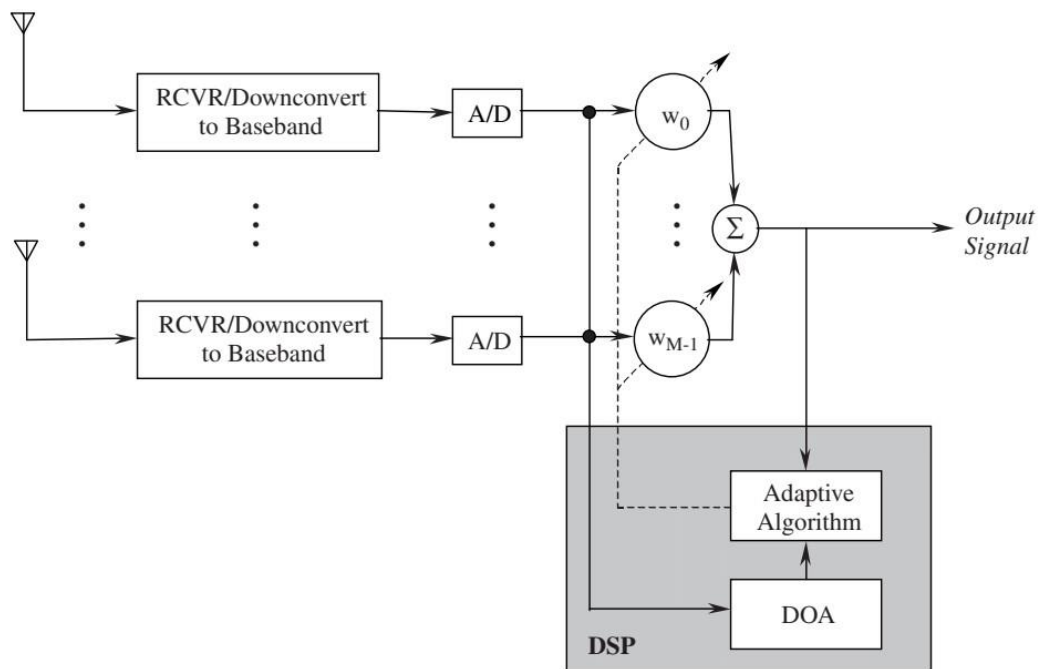 RCVR/Downconvert
to Baseband
A/D
w0
Σ
Output
Signal
RCVR/Downconvert
to Baseband
A/D
wM-1
Adaptive
Algorithm
DOA
DSP